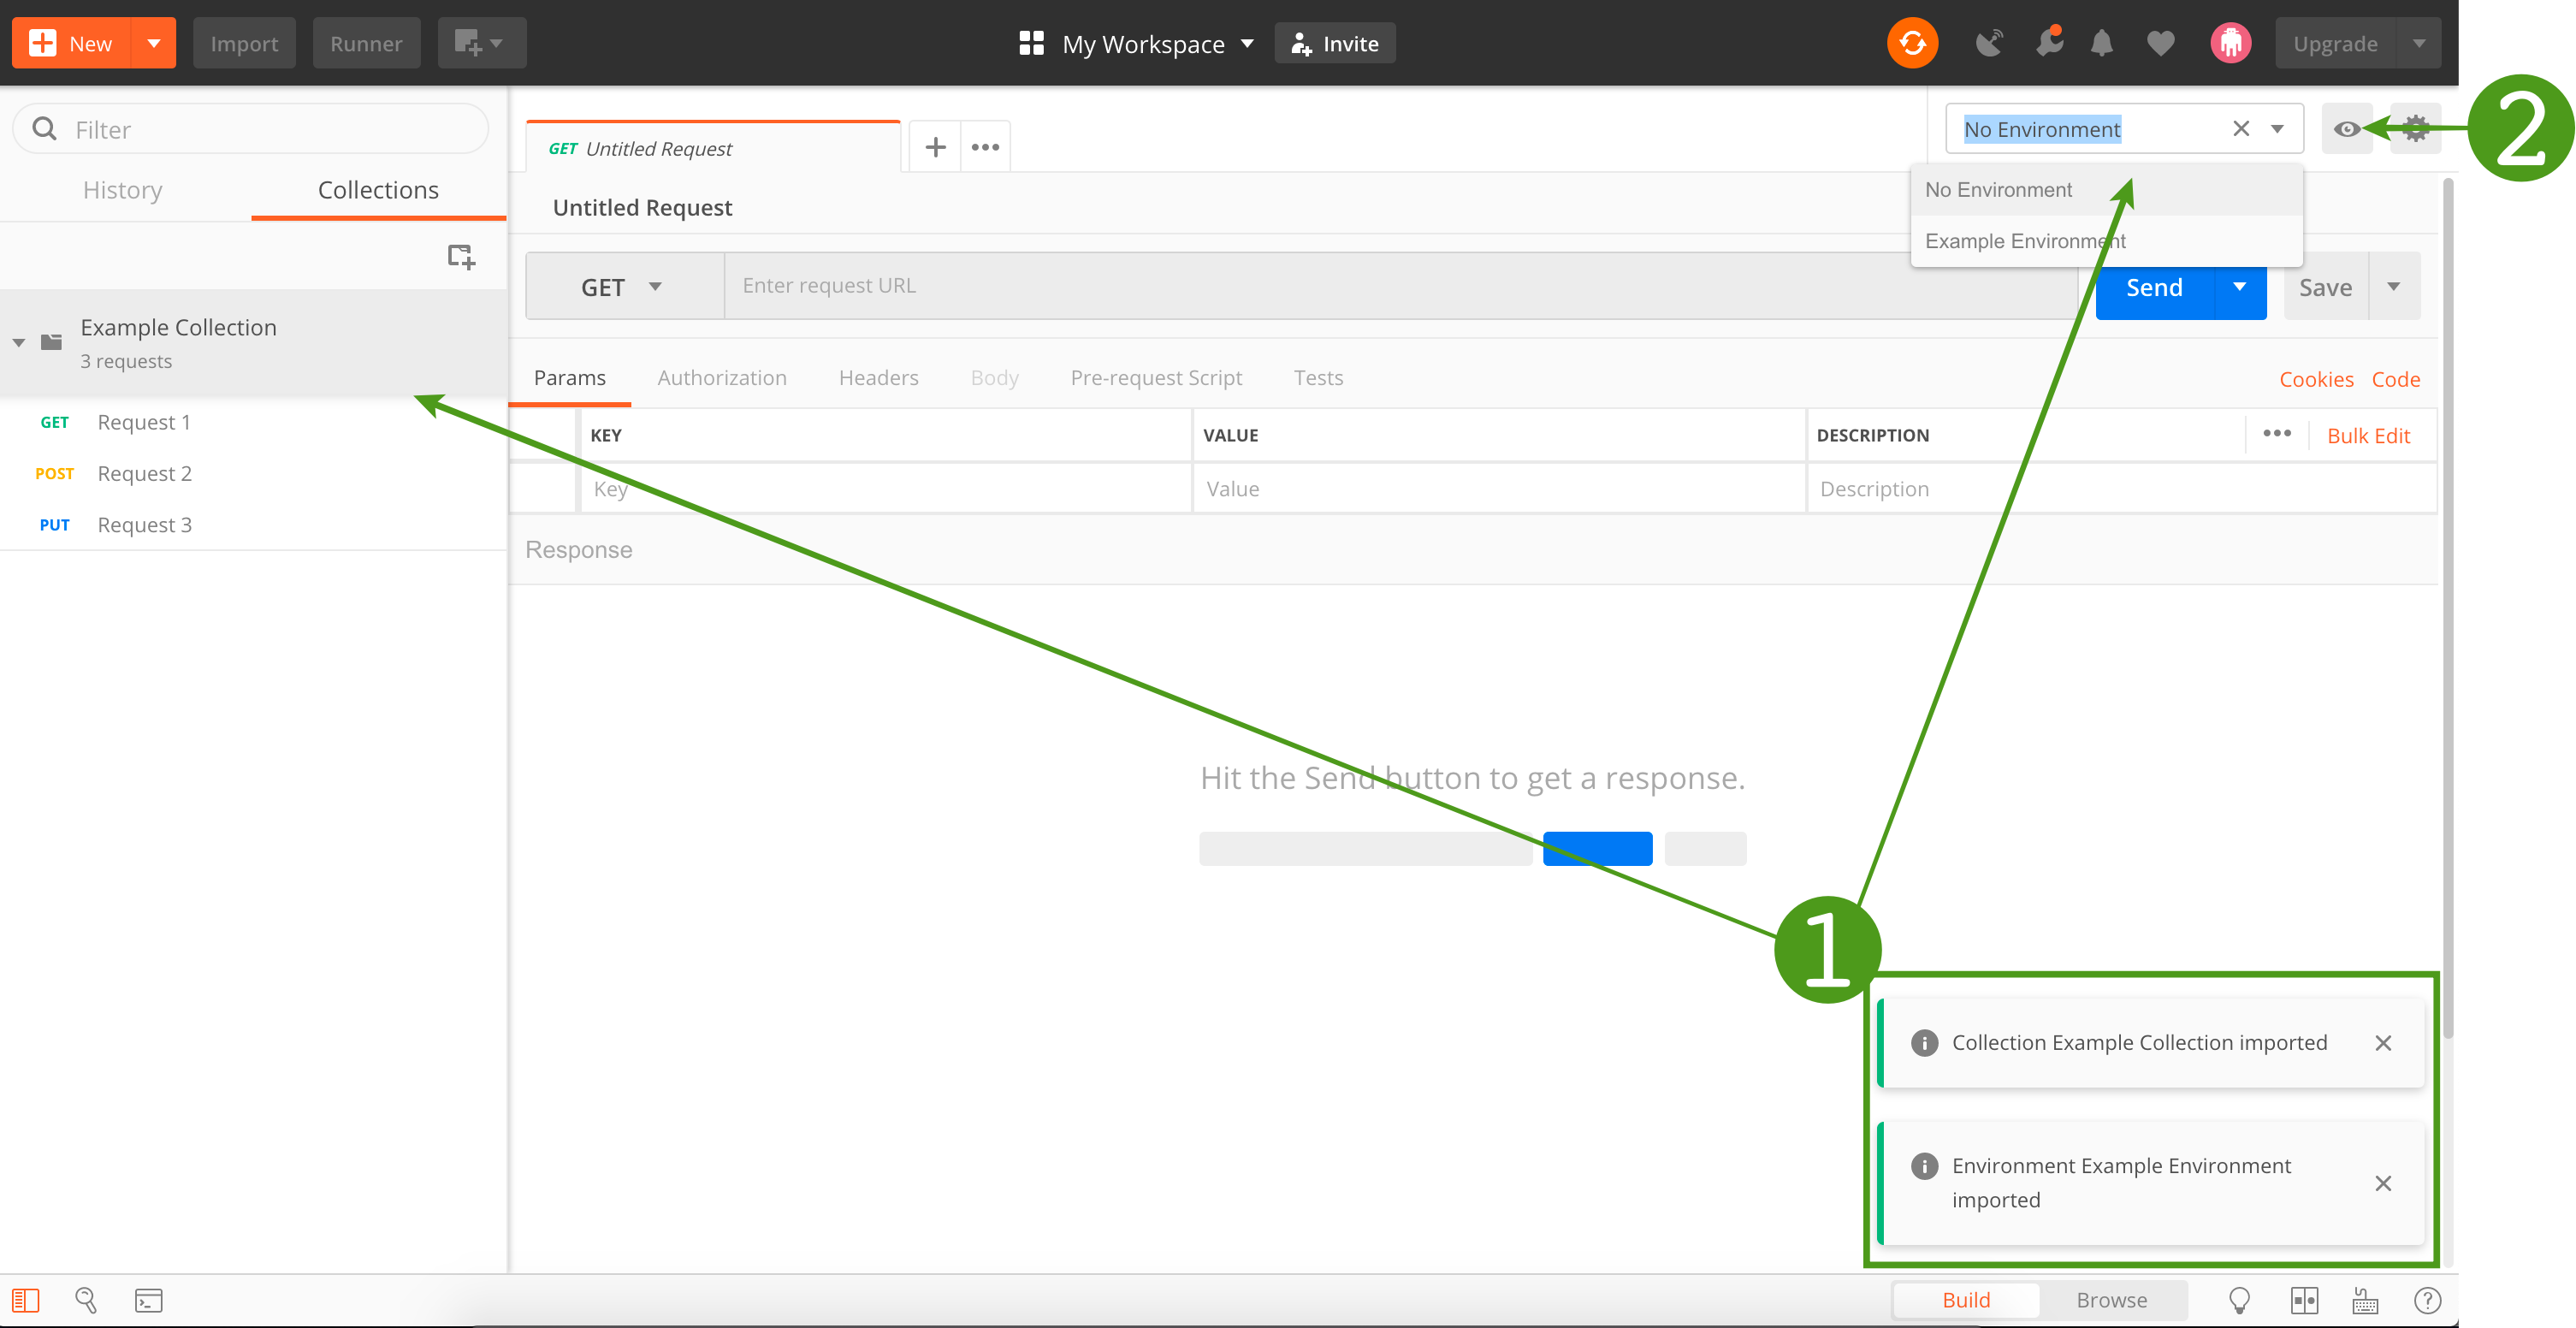 New
Import
Runner
My Workspace
Invite
Upgrade
Filter
History
Collections
Example Collection
3 requests
GET Request 1
POST Request 2
PUT Request 3
GET Untitled Request
No Environment
2
No Environment
Example Environment
Untitled Request
GET
Enter request URL
Send
Save
Params
Authorization
Headers
Body
Pre-request Script
Tests
Cookies
Code
KEY
VALUE
DESCRIPTION
Bulk Edit
Key
Value
Description
Response
Hit the Send button to get a response.
1
Collection Example Collection imported
Environment Example Environment
imported
Build
Browse